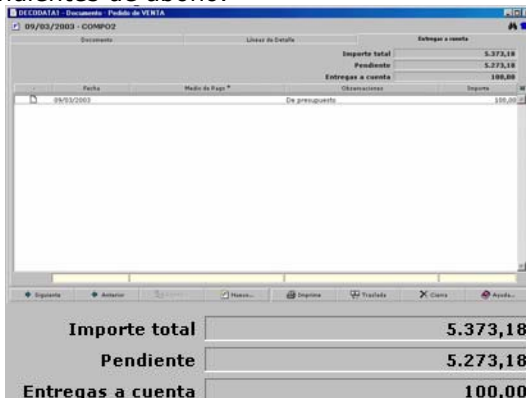 ndientes de abono.
DECODATA1 - Documento - Pedido de VENTA
09/03/2003 - COMPO2
Documento Líneas de Detalle Entregas a cuenta
Importe total 5.373,18
Pendiente 5.273,18
Entregas a cuenta 100,00
Fecha Medio de Pago Observaciones Importe
09/03/2003 De presupuesto 100,00
Siguiente Anterior Nuevo... Imprime Traslada Cierra Ayuda...
Importe total 5.373,18
Pendiente 5.273,18
Entregas a cuenta 100,00